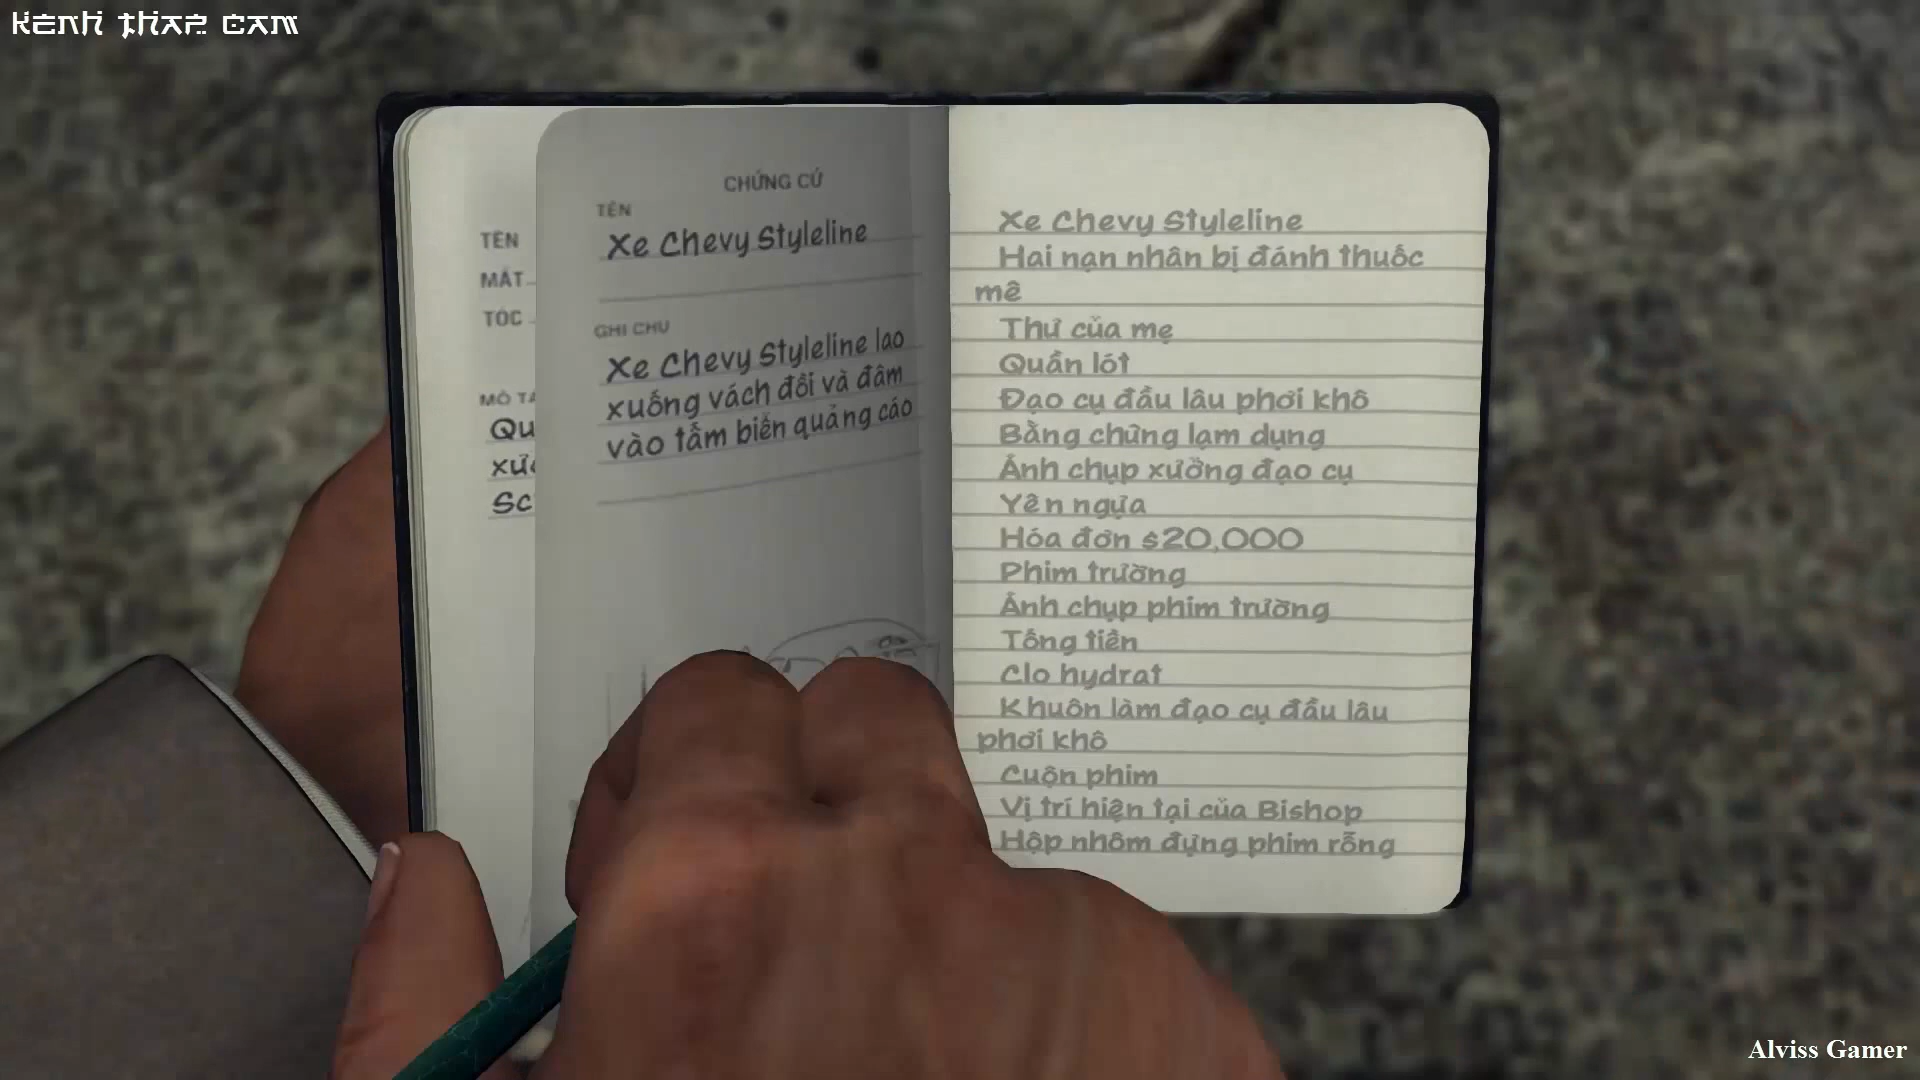 KENH THAP CAM
TÊN
MẮT
TÓC
MÔ TẢ
CHỨNG CỨ
TÊN
Xe Chevy Styleline
GHI CHÚ
Xe Chevy Styleline lao
xuống vách đồi và đâm
vào tấm biển quảng cáo
Xe Chevy Styleline
Hai nạn nhân bị đánh thuốc
mê
Thư của mẹ
Quần lót
Đạo cụ đầu lâu phơi khô
Bằng chứng lạm dụng
Ảnh chụp xưởng đạo cụ
Yên ngựa
Hóa đơn $20,000
Phim trường
Ảnh chụp phim trường
Tống tiền
Clo hydrat
Khuôn làm đạo cụ đầu lâu
phơi khô
Cuộn phim
Vị trí hiện tại của Bishop
Hộp nhôm đựng phim rỗng
Alviss Gamer